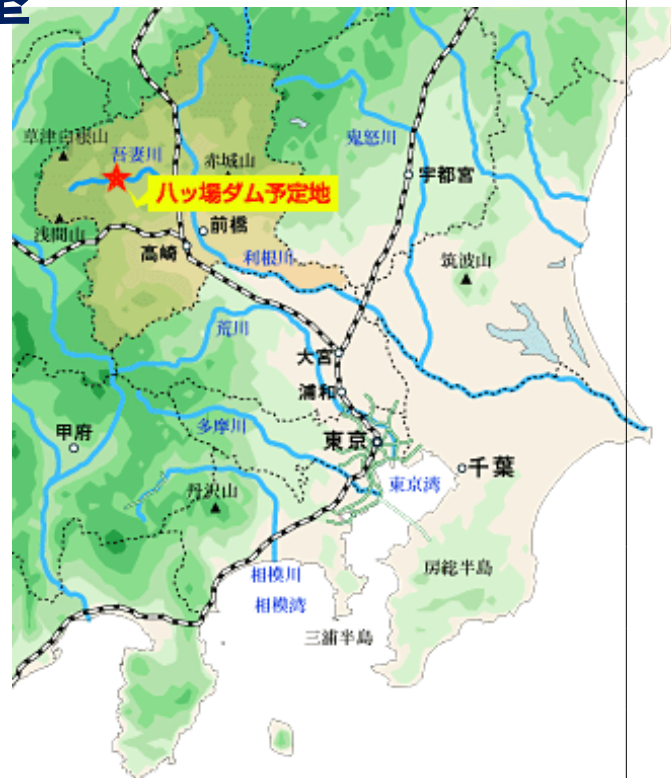 草津白根山
吾妻川
赤城山
鬼怒川
宇都宮
八ッ場ダム予定地
浅間山
前橋
高崎
利根川
筑波山
荒川
大宮
浦和
甲府
多摩川
東京
千葉
丹沢山
東京湾
房総半島
相模川
相模湾
三浦半島